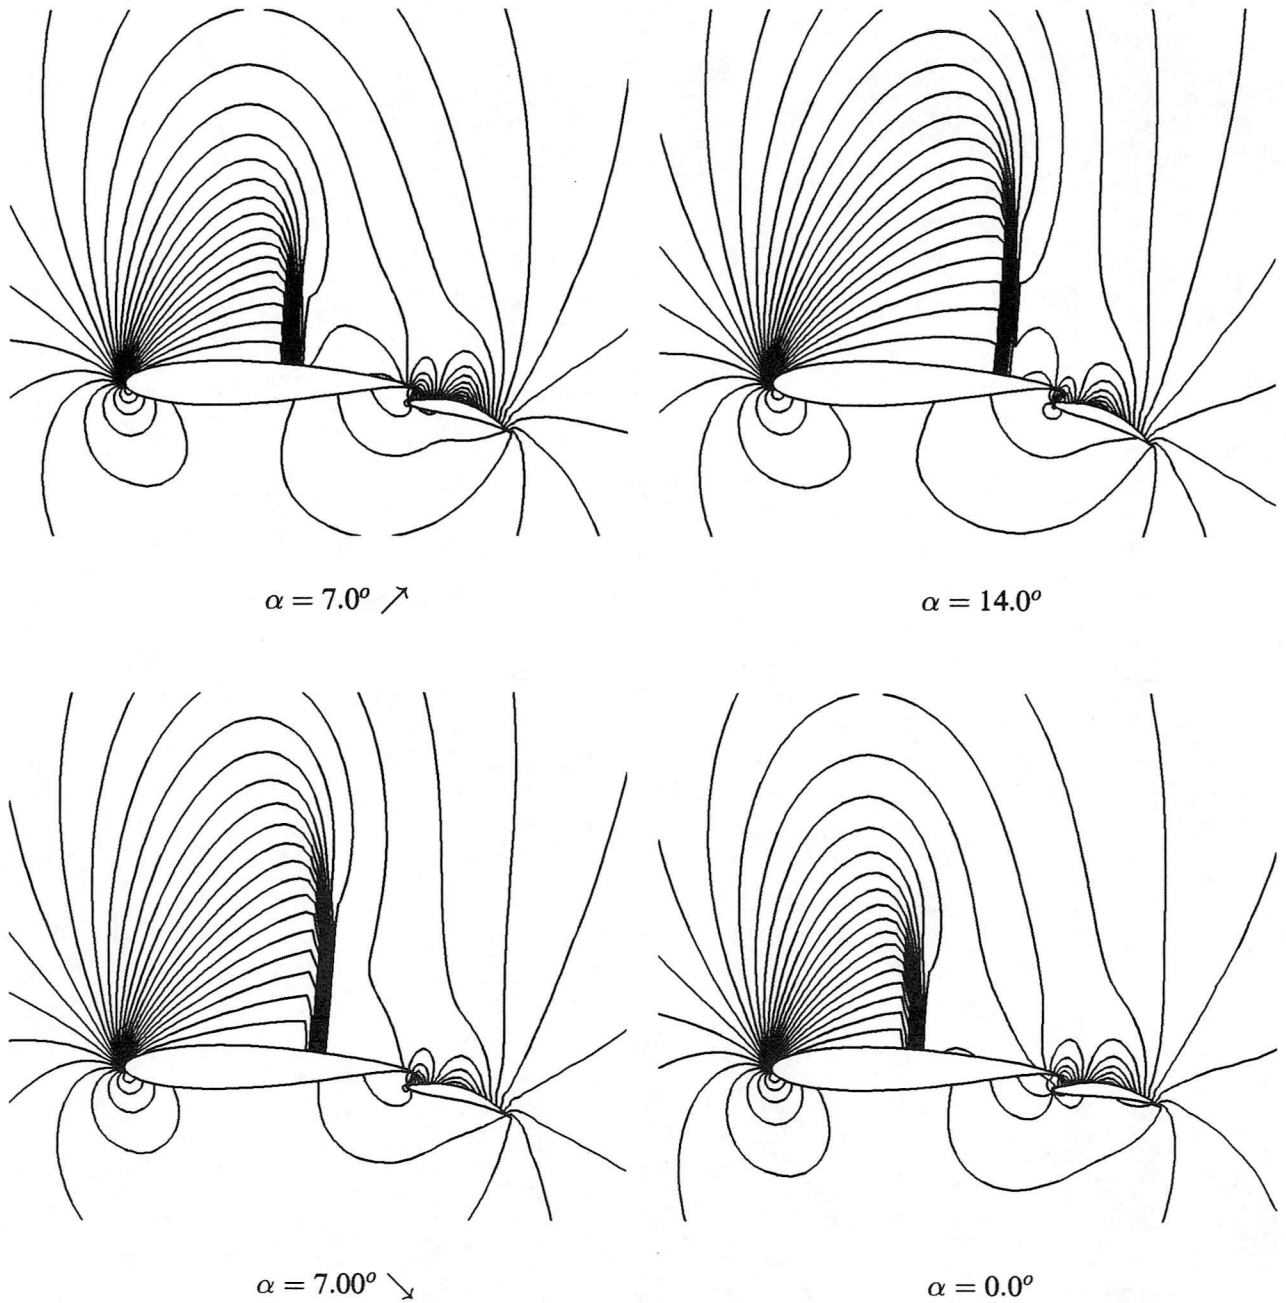 α = 7.0° ↗
α = 14.0°
α = 7.00° ↘
α = 0.0°